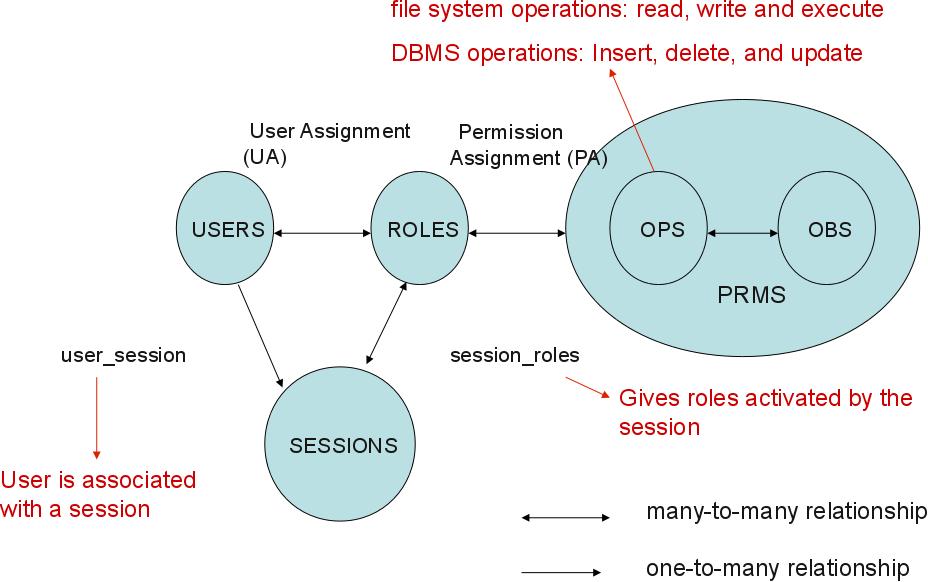 file system operations: read, write and execute
DBMS operations: Insert, delete, and update
User Assignment
(UA)
Permission
Assignment (PA)
USERS
ROLES
OPS
OBS
PRMS
user_session
session_roles
Gives roles activated by the
session
SESSIONS
User is associated
with a session
many-to-many relationship
one-to-many relationship